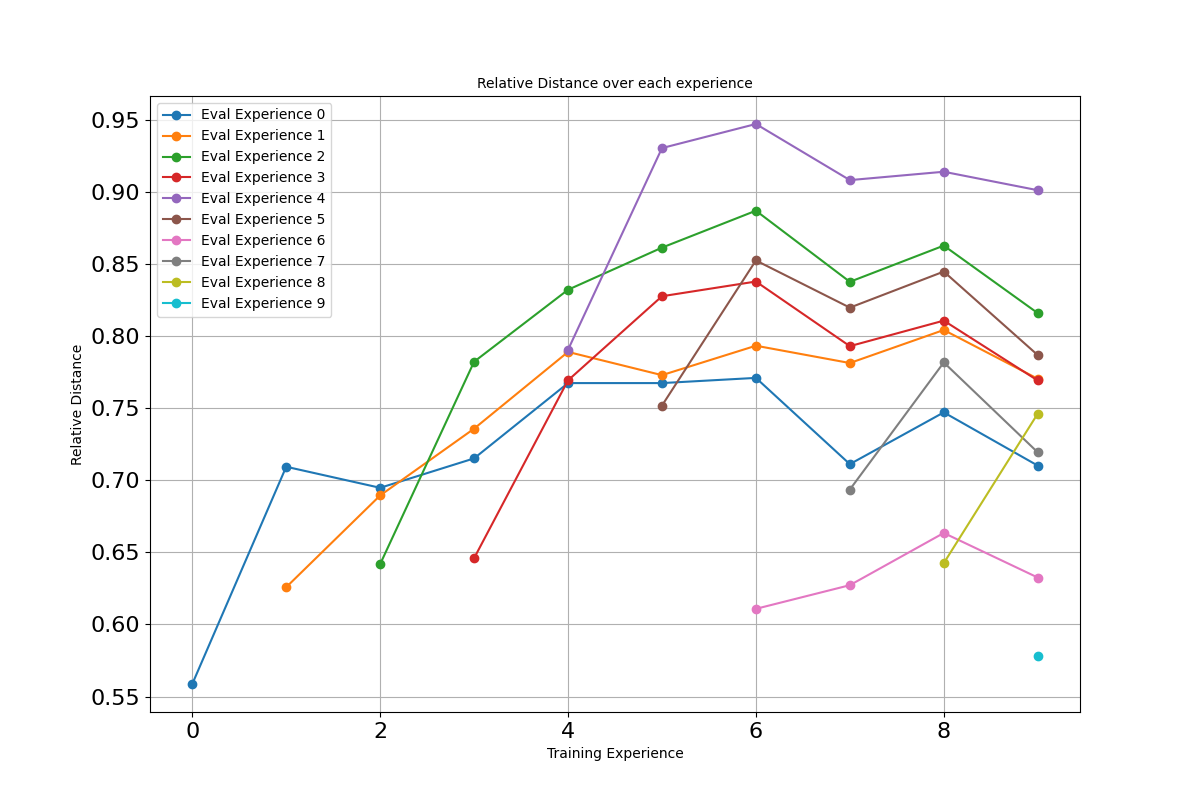 Relative Distance over each experience
Eval Experience 0
Eval Experience 1
Eval Experience 2
Eval Experience 3
Eval Experience 4
Eval Experience 5
Eval Experience 6
Eval Experience 7
Eval Experience 8
Eval Experience 9
0.95
0.90
0.85
0.80
0.75
0.70
0.65
0.60
0.55
Relative Distance
0 2 4 6 8
Training Experience